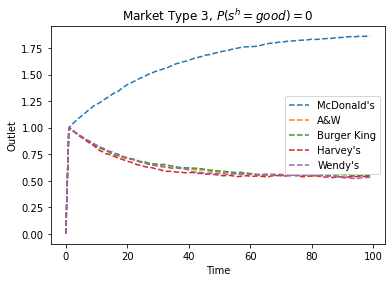 Market Type 3, P(s^h = good) = 0
Outlet
1.75
1.50
1.25
1.00
0.75
0.50
0.25
0.00
McDonald's
A&W
Burger King
Harvey's
Wendy's
0 20 40 60 80 100
Time